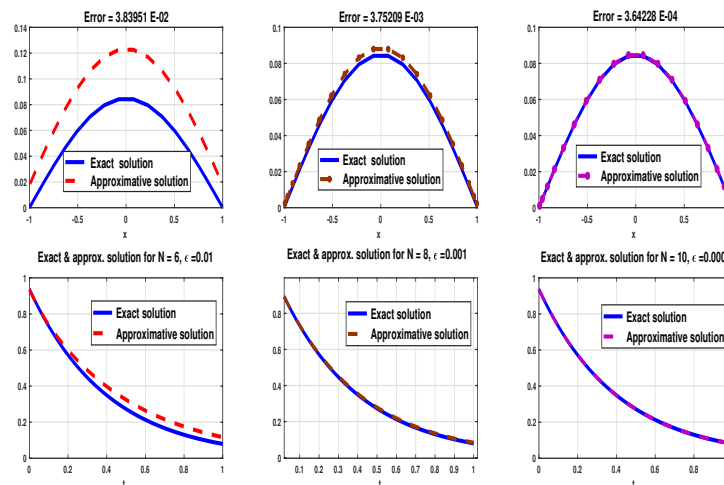 Error = 3.83951 E-02
0.14
0.12
0.1
0.08
0.06
0.04
0.02
0
Exact solution
Approximative solution
-1 -0.5 0 0.5 1
x
Error = 3.75209 E-03
0.1
0.08
0.06
0.04
0.02
0
Exact solution
Approximative solution
-1 -0.5 0 0.5 1
x
Error = 3.64228 E-04
0.1
0.08
0.06
0.04
0.02
0
Exact solution
Approximative solution
-1 -0.5 0 0.5
x
Exact & approx. solution for N = 6, ϵ =0.01
1
0.8
0.6
0.4
0.2
0
Exact solution
Approximative solution
0 0.2 0.4 0.6 0.8 1
t
Exact & approx. solution for N = 8, ϵ =0.001
1
0.8
0.6
0.4
0.2
0
Exact solution
Approximative solution
0.1 0.2 0.3 0.4 0.5 0.6 0.7 0.8 0.9 1
t
Exact & approx. solution for N = 10, ϵ =0.000
1
0.8
0.6
0.4
0.2
0
Exact solution
Approximative solution
0 0.2 0.4 0.6 0.8
t